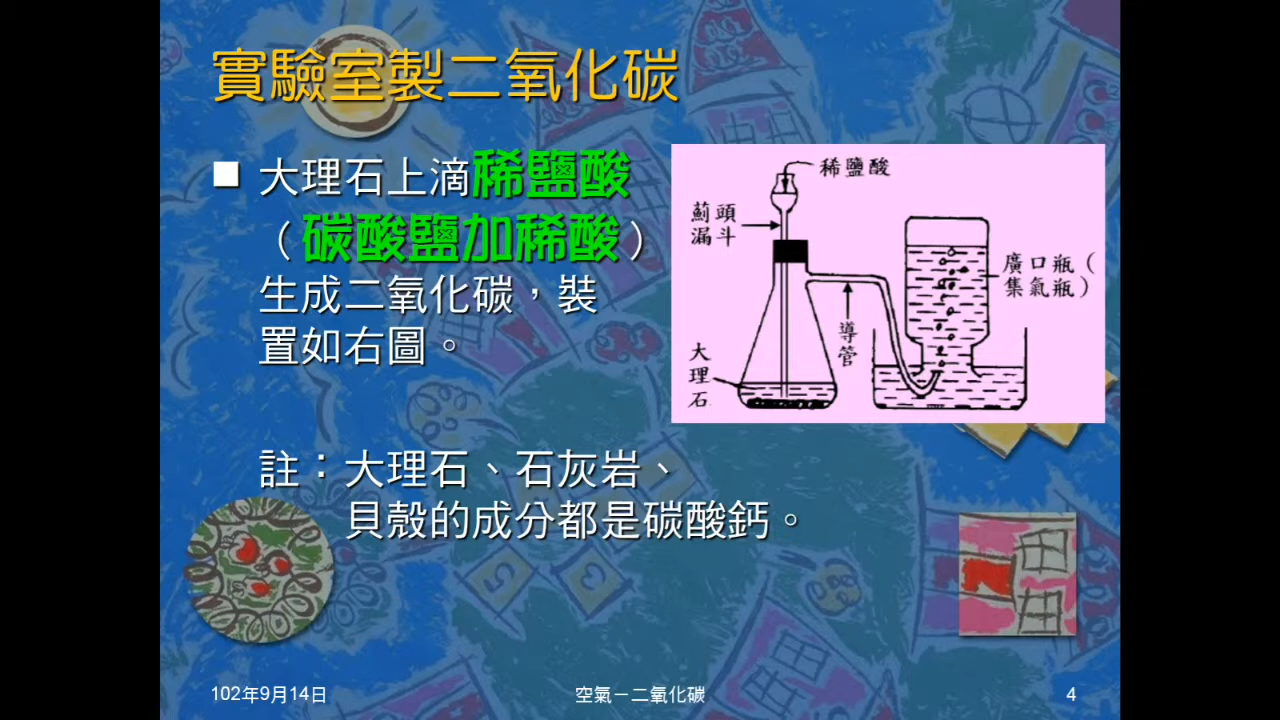 實驗室製二氧化碳
大理石上滴稀鹽酸
（碳酸鹽加稀酸）
生成二氧化碳，裝
置如右圖。
稀鹽酸
薊頭
漏斗
廣口瓶（
集氣瓶）
導管
大理石
註：大理石、石灰岩、
貝殼的成分都是碳酸鈣。
102年9月14日
空氣－二氧化碳
4